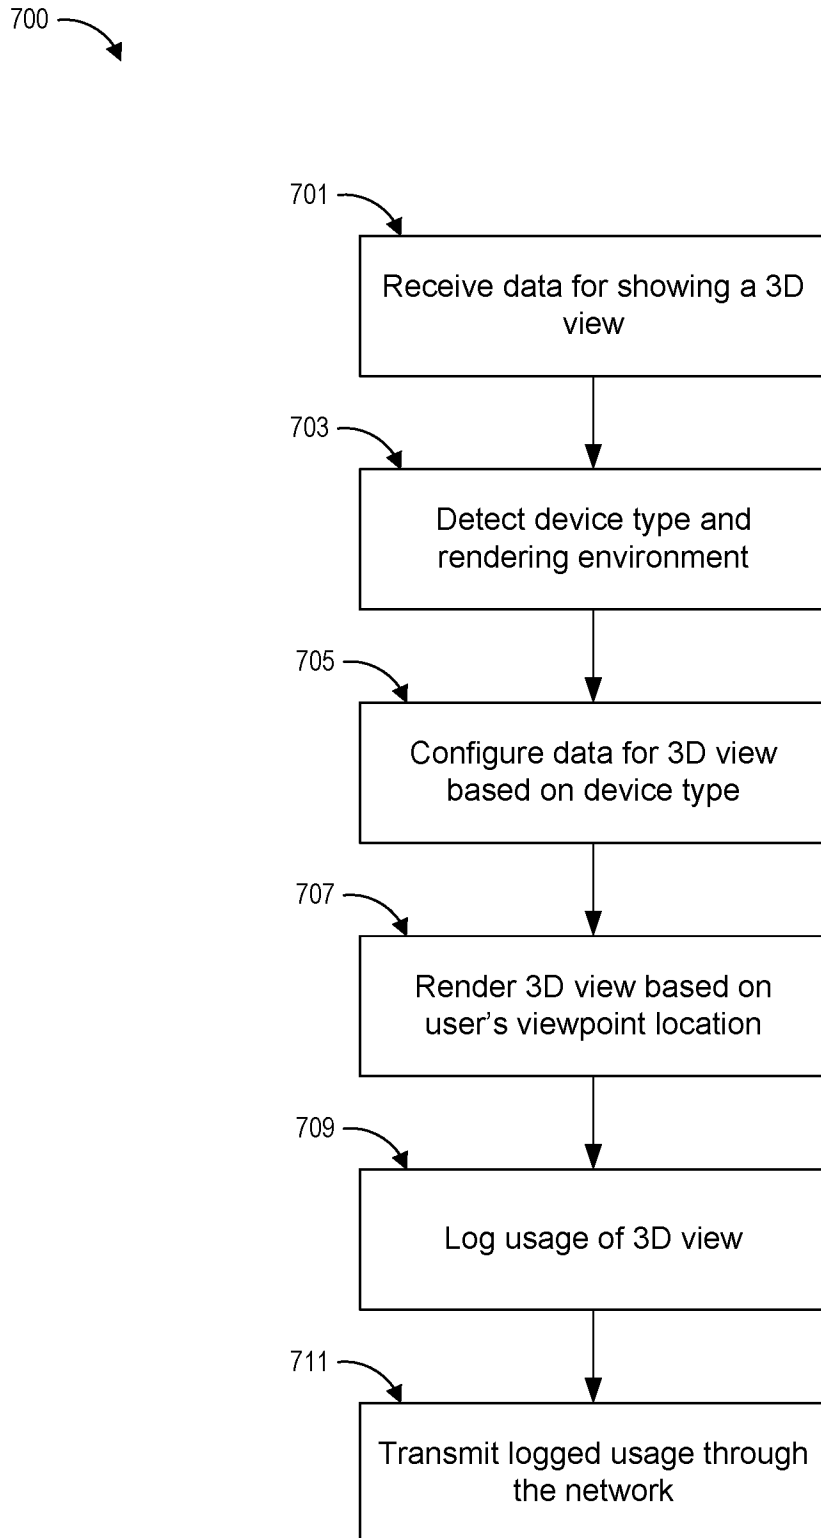 700
701
Receive data for showing a 3D
view
703
Detect device type and
rendering environment
705
Configure data for 3D view
based on device type
707
Render 3D view based on
user’s viewpoint location
709
Log usage of 3D view
711
Transmit logged usage through
the network